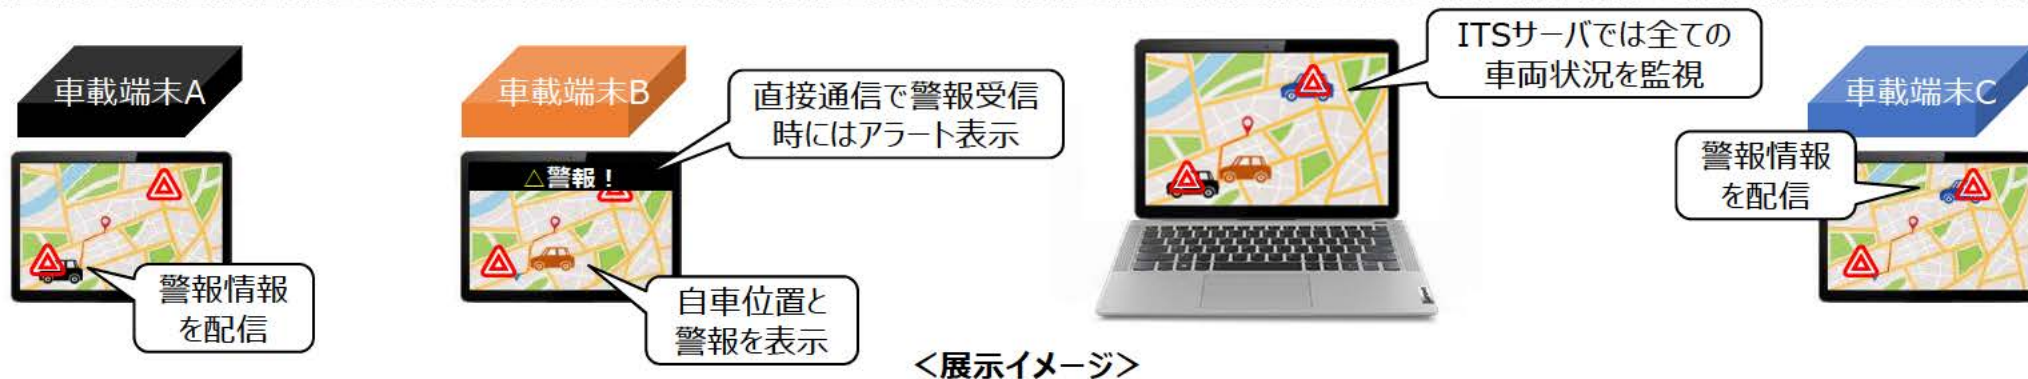 車載端末A
警報情報
を配信
車載端末B
直接通信で警報受信
時にはアラート表示
△警報！
自車位置と
警報を表示
ITSサーバでは全ての
車両状況を監視
車載端末C
警報情報
を配信
＜展示イメージ＞